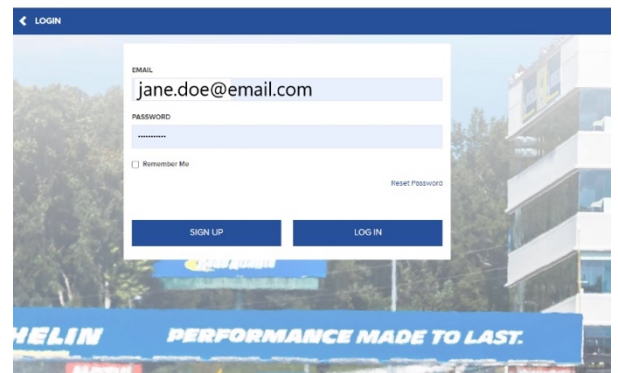 LOGIN
EMAIL
jane.doe@email.com
PASSWORD
Remember Me
Reset Password
SIGN UP
LOG IN
HELIN PERFORMANCE MADE TO LAST.